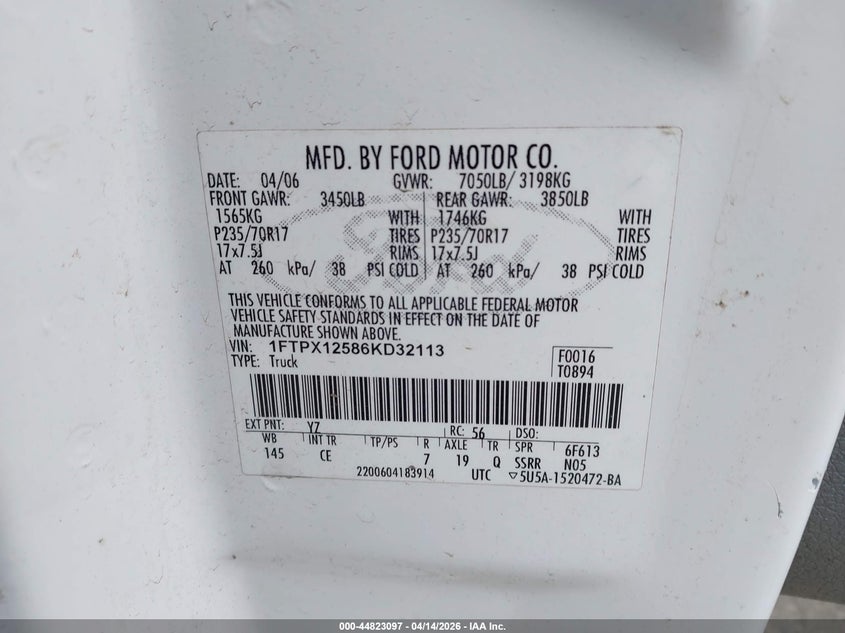 MFD. BY FORD MOTOR CO.
DATE: 04/06 GVWR: 7050LB/ 3198KG
FRONT GAWR: 3450LB REAR GAWR: 3850LB
1565KG WITH 1746KG WITH
P235/70R17 TIRES P235/70R17 TIRES
17x7.5J RIMS 17x7.5J RIMS
AT 260 kPa/ 38 PSI COLD AT 260 kPa/ 38 PSI COLD
Ford
THIS VEHICLE CONFORMS TO ALL APPLICABLE FEDERAL MOTOR
VEHICLE SAFETY STANDARDS IN EFFECT ON THE DATE OF
MANUFACTURE SHOWN ABOVE.
VIN: 1FTPX12586KD32113
TYPE: Truck
F0016
T0894
EXT PNT: YZ RC: 56 DSO:
WB INT TR TP/PS R AXLE TR SPR 6F613
145 CE 7 19 Q SSRR N05
2200604183914 UTC ▽5U5A-1520472-BA
000-44823097 - 04/14/2026 - IAA Inc.